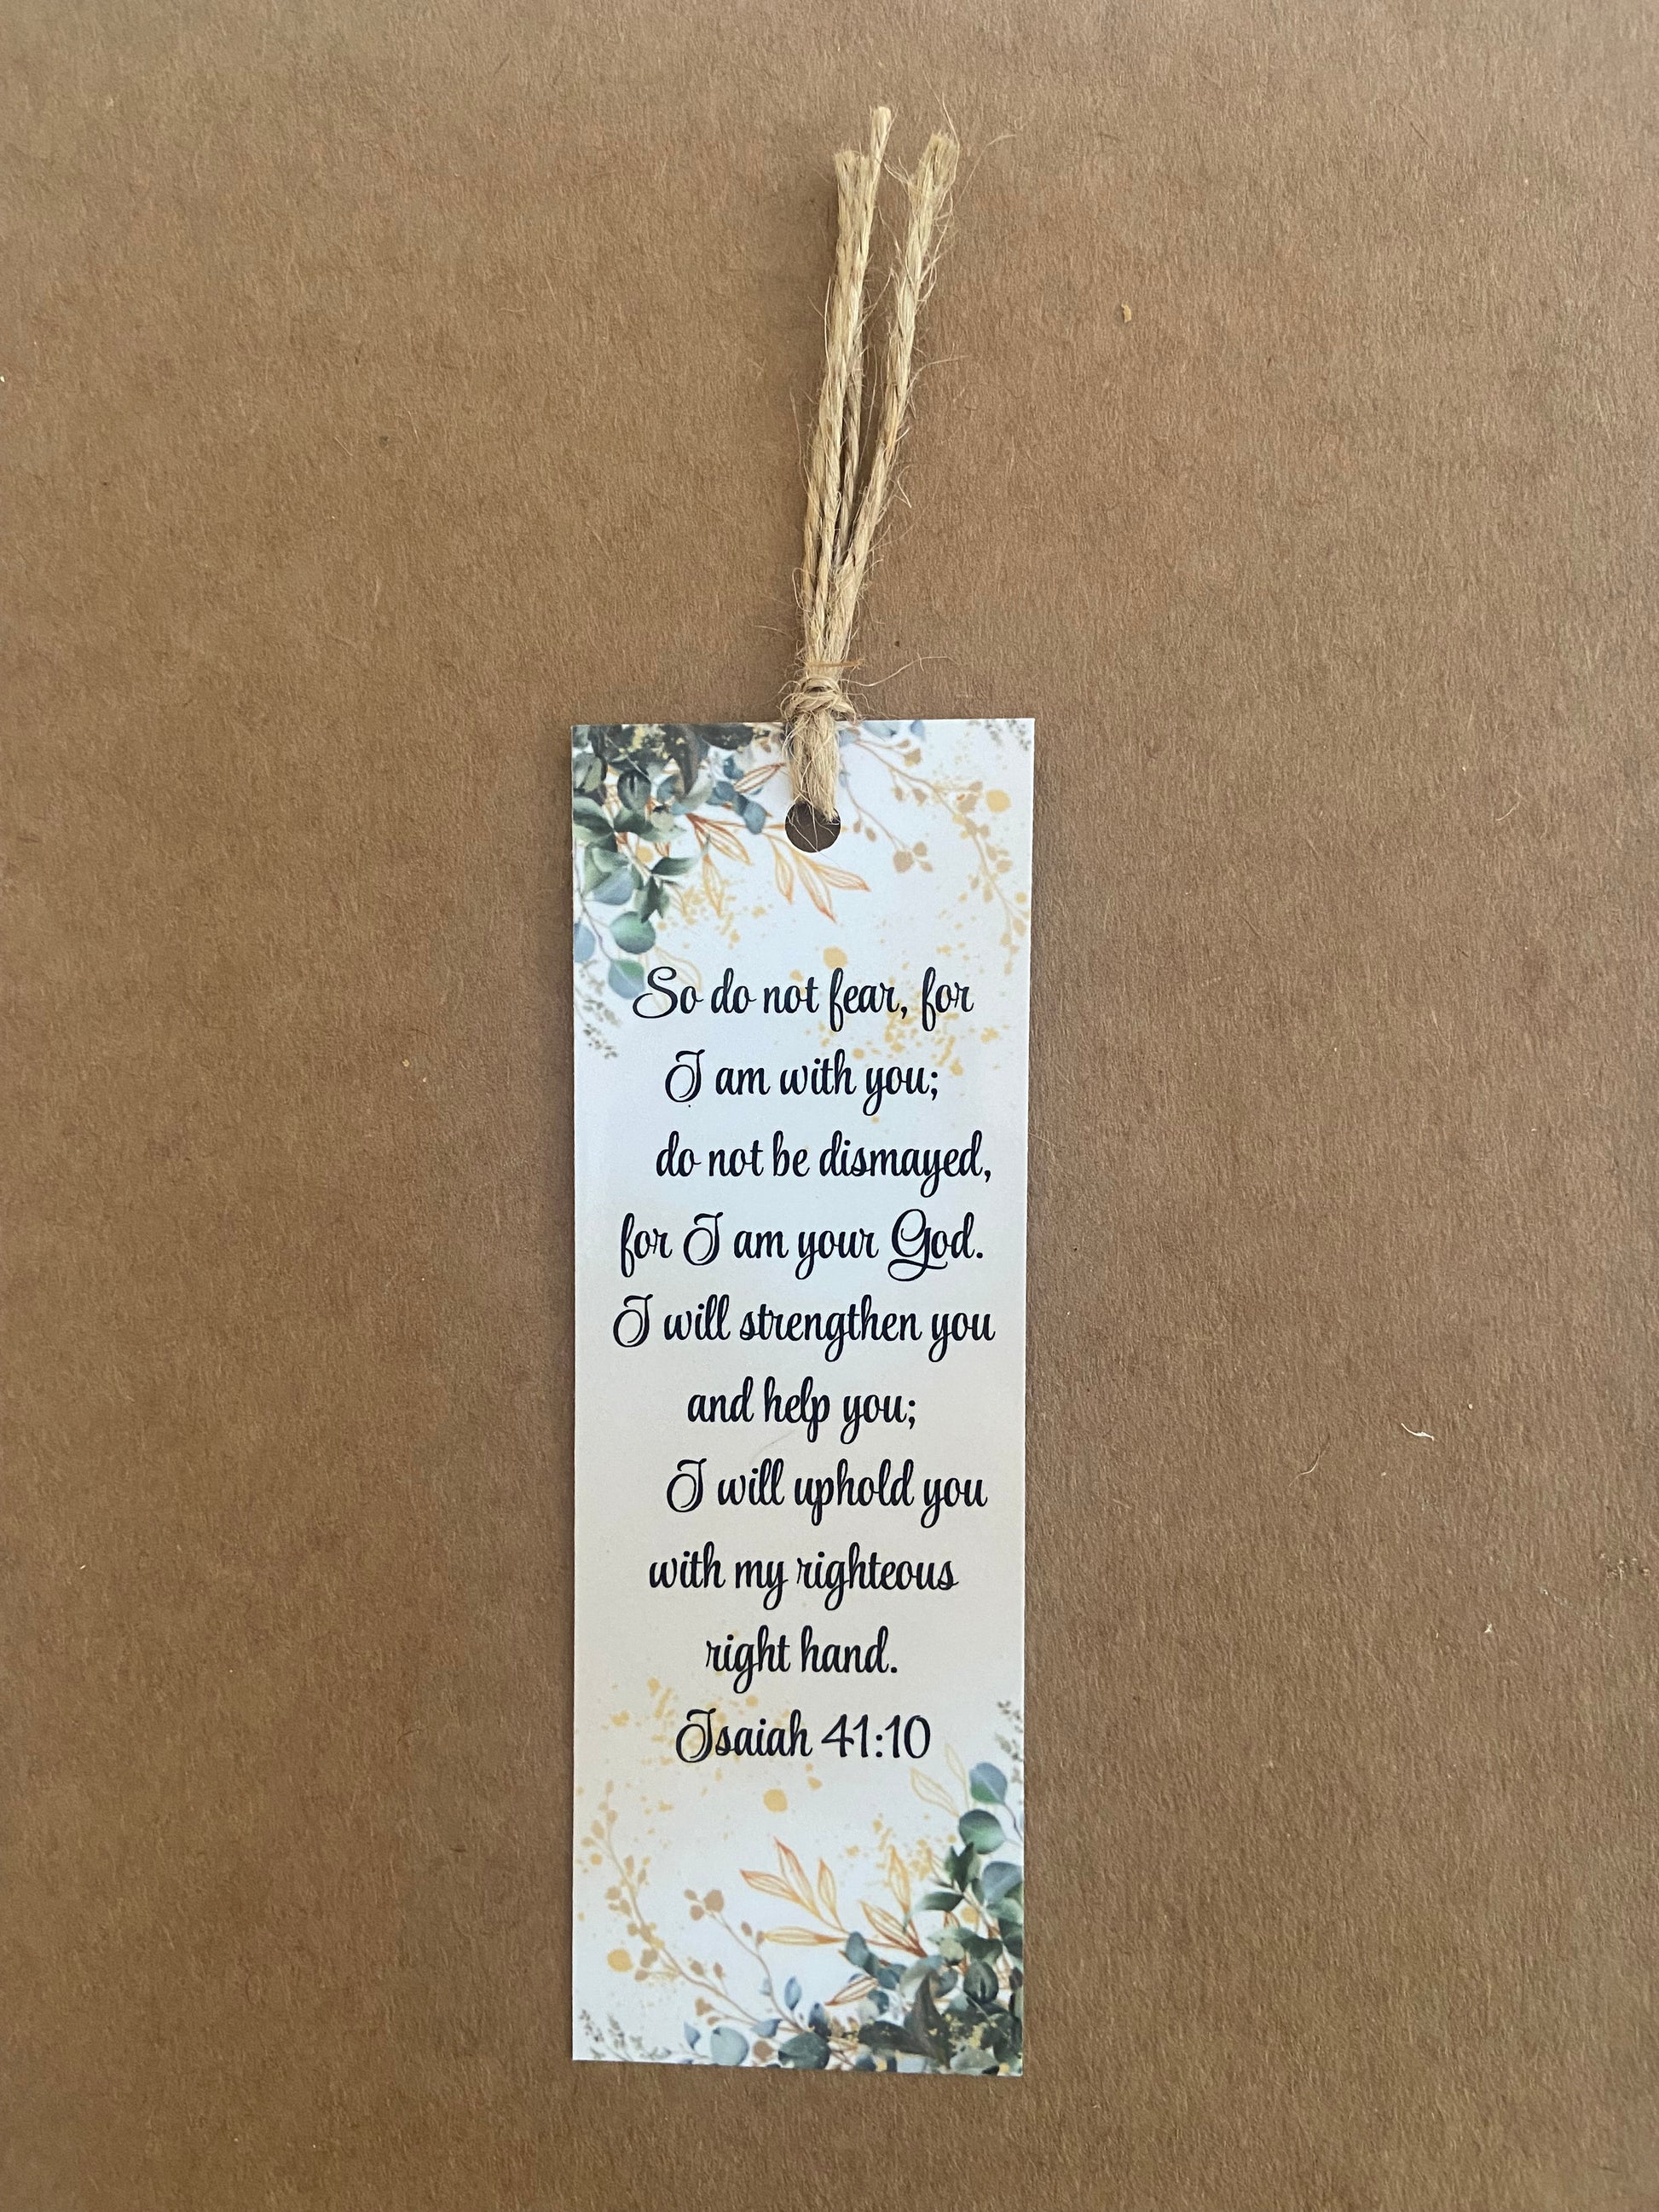 So do not fear, for
I am with you;
do not be dismayed,
for I am your God.
I will strengthen you
and help you;
I will uphold you
with my righteous
right hand.
Isaiah 41:10